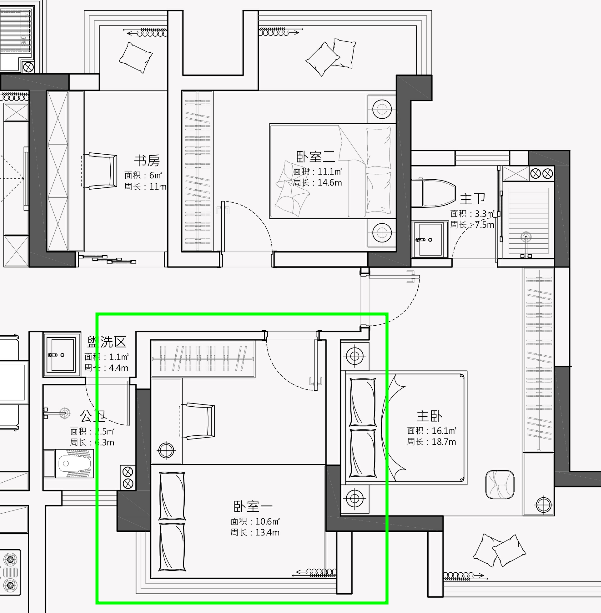 书房
面积：6㎡
周长：11m
卧室二
面积：11.1㎡
周长：14.6m
主卫
面积：3.3㎡
周长：7.5m
盥洗区
面积：1.1㎡
周长：4.4m
公卫
面积：2.5㎡
周长：6.3m
主卧
面积：16.1㎡
周长：18.7m
卧室一
面积：10.6㎡
周长：13.4m